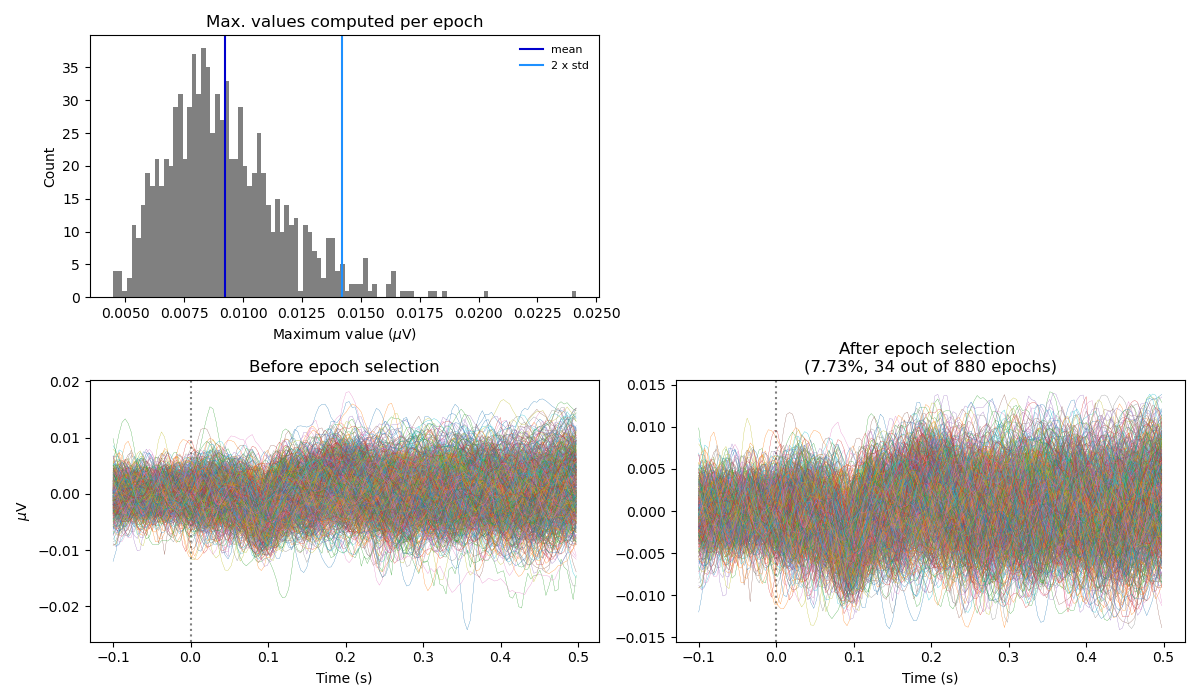 Max. values computed per epoch
Count
35
30
25
20
15
10
5
0
mean
2 x std
0.0050 0.0075 0.0100 0.0125 0.0150 0.0175 0.0200 0.0225 0.0250
Maximum value (μV)
Before epoch selection
μV
0.02
0.01
0.00
−0.01
−0.02
−0.1 0.0 0.1 0.2 0.3 0.4 0.5
Time (s)
After epoch selection
(7.73%, 34 out of 880 epochs)
0.015
0.010
0.005
0.000
−0.005
−0.010
−0.015
−0.1 0.0 0.1 0.2 0.3 0.4 0.5
Time (s)